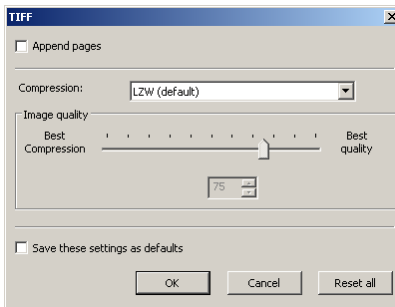 TIFF
Append pages
Compression:
LZW (default)
Image quality
Best Compression
Best quality
75
Save these settings as defaults
OK
Cancel
Reset all